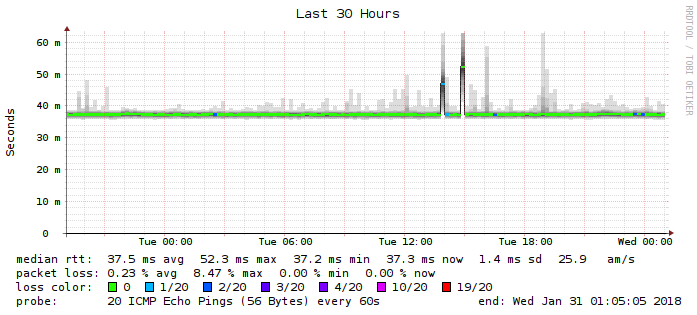 Last 30 Hours
RRDTOOL / TOBI OETIKER
Seconds
60 m
50 m
40 m
30 m
20 m
10 m
0
Tue 00:00 Tue 06:00 Tue 12:00 Tue 18:00 Wed 00:00
median rtt: 37.5 ms avg 52.3 ms max 37.2 ms min 37.3 ms now 1.4 ms sd 25.9 am/s
packet loss: 0.23 % avg 8.47 % max 0.00 % min 0.00 % now
loss color: 0 1/20 2/20 3/20 4/20 10/20 19/20
probe: 20 ICMP Echo Pings (56 Bytes) every 60s end: Wed Jan 31 01:05:05 2018